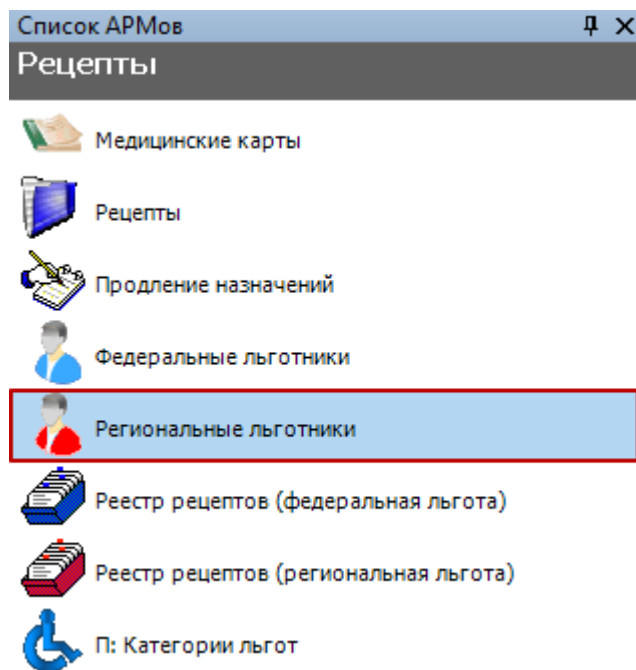 Список АРМов
Рецепты
Медицинские карты
Рецепты
Продление назначений
Федеральные льготники
Региональные льготники
Реестр рецептов (федеральная льгота)
Реестр рецептов (региональная льгота)
П: Категории льгот